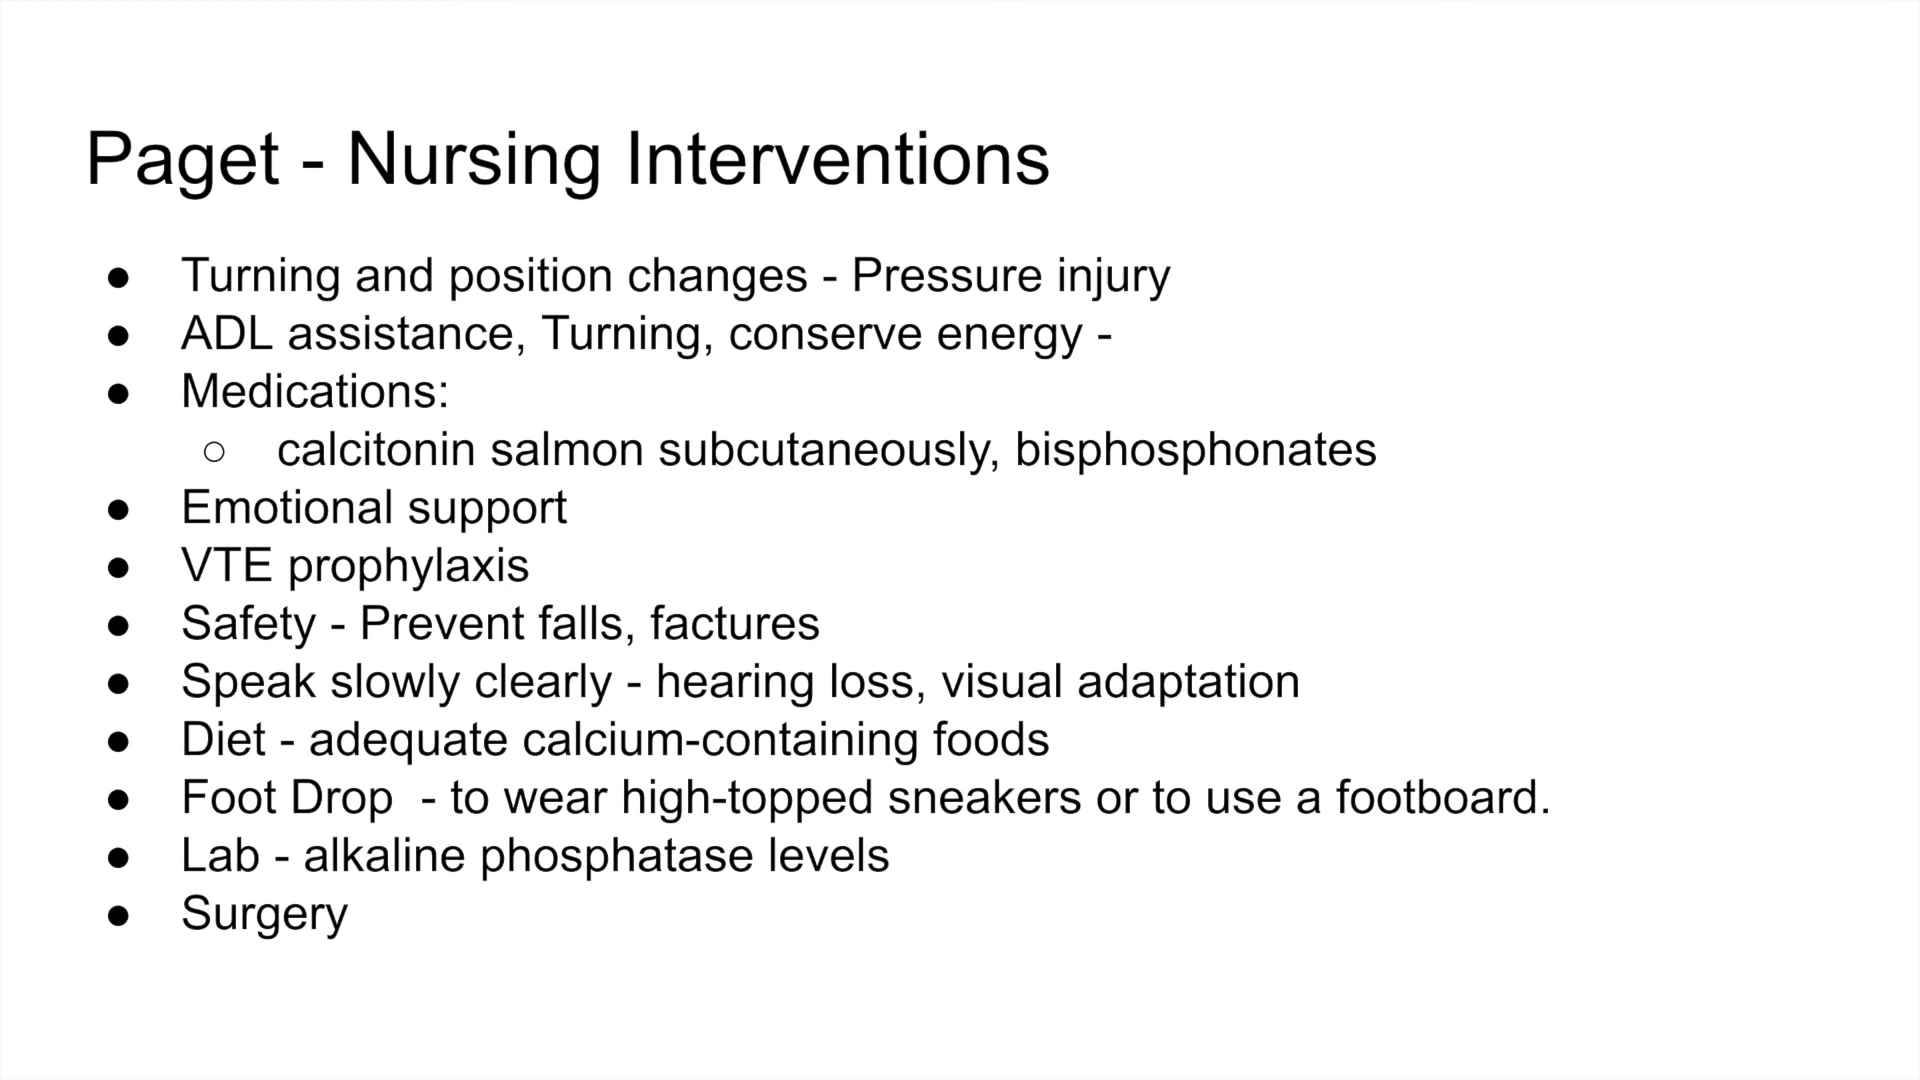 Paget - Nursing Interventions
● Turning and position changes - Pressure injury
● ADL assistance, Turning, conserve energy -
● Medications:
○ calcitonin salmon subcutaneously, bisphosphonates
● Emotional support
● VTE prophylaxis
● Safety - Prevent falls, factures
● Speak slowly clearly - hearing loss, visual adaptation
● Diet - adequate calcium-containing foods
● Foot Drop  - to wear high-topped sneakers or to use a footboard.
● Lab - alkaline phosphatase levels
● Surgery